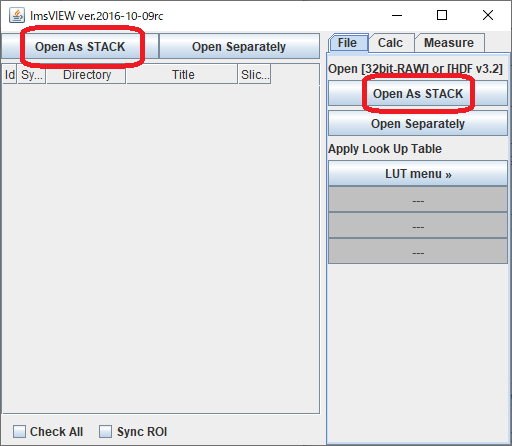 ImsVIEW ver.2016-10-09rc
Open As STACK Open Separately
Id Sy... Directory Title Slic...
Check All Sync ROI
File Calc Measure
Open [32bit-RAW] or [HDF v3.2]
Open As STACK
Open Separately
Apply Look Up Table
LUT menu »
---
---
---